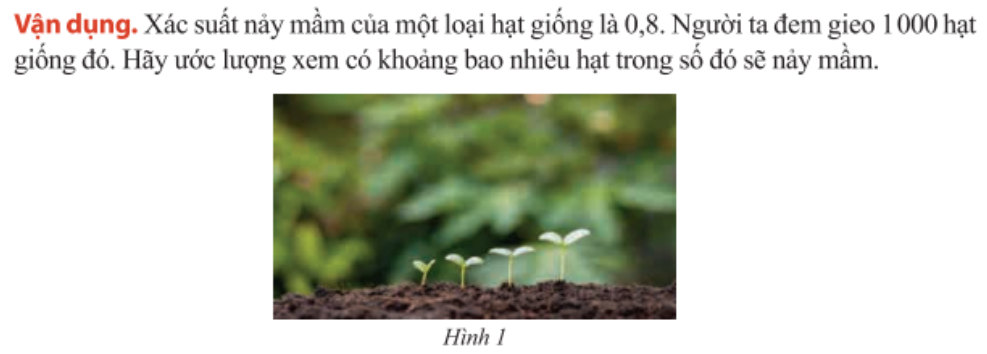 Vận dụng. Xác suất nảy mầm của một loại hạt giống là 0,8. Người ta đem gieo 1000 hạt
giống đó. Hãy ước lượng xem có khoảng bao nhiêu hạt trong số đó sẽ nảy mầm.
Hình 1